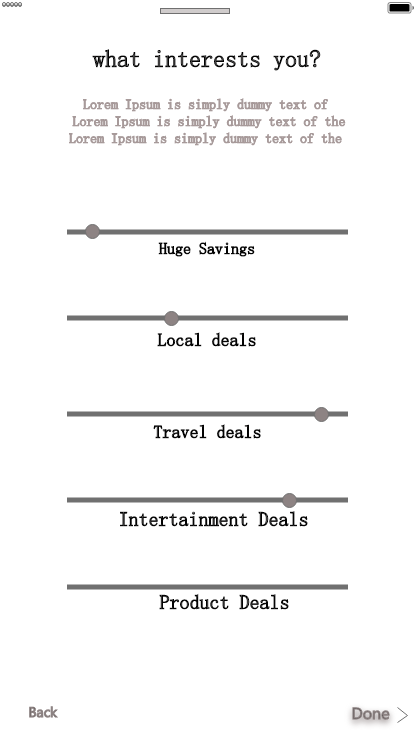 what interests you?
Lorem Ipsum is simply dummy text of
Lorem Ipsum is simply dummy text of the
Lorem Ipsum is simply dummy text of the
Huge Savings
Local deals
Travel deals
Intertainment Deals
Product Deals
Back
Done